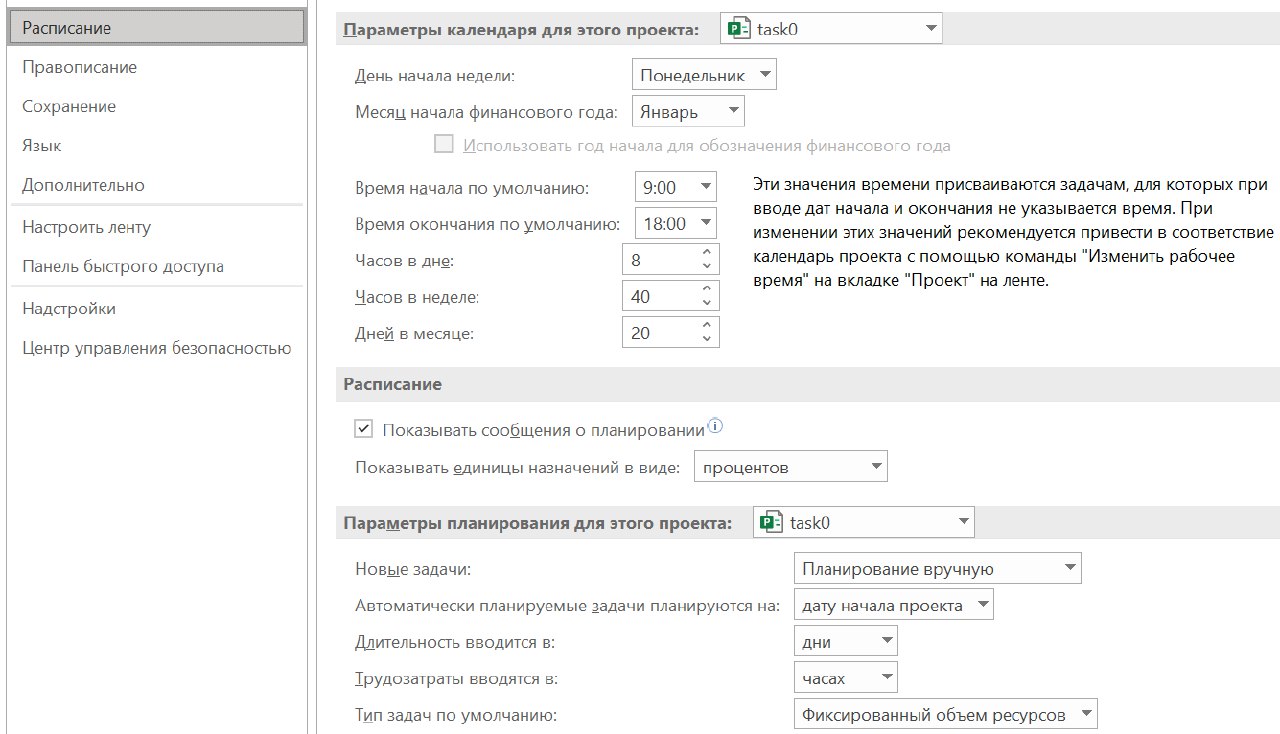 Расписание
Правописание
Сохранение
Язык
Дополнительно
Настроить ленту
Панель быстрого доступа
Надстройки
Центр управления безопасностью
Параметры календаря для этого проекта: task0
День начала недели: Понедельник
Месяц начала финансового года: Январь
Использовать год начала для обозначения финансового года
Время начала по умолчанию: 9:00
Время окончания по умолчанию: 18:00
Часов в дне: 8
Часов в неделе: 40
Дней в месяце: 20
Эти значения времени присваиваются задачам, для которых при
вводе дат начала и окончания не указывается время. При
изменении этих значений рекомендуется привести в соответствие
календарь проекта с помощью команды "Изменить рабочее
время" на вкладке "Проект" на ленте.
Расписание
Показывать сообщения о планировании
Показывать единицы назначений в виде: процентов
Параметры планирования для этого проекта: task0
Новые задачи: Планирование вручную
Автоматически планируемые задачи планируются на: дату начала проекта
Длительность вводится в: дни
Трудозатраты вводятся в: часах
Тип задач по умолчанию: Фиксированный объем ресурсов